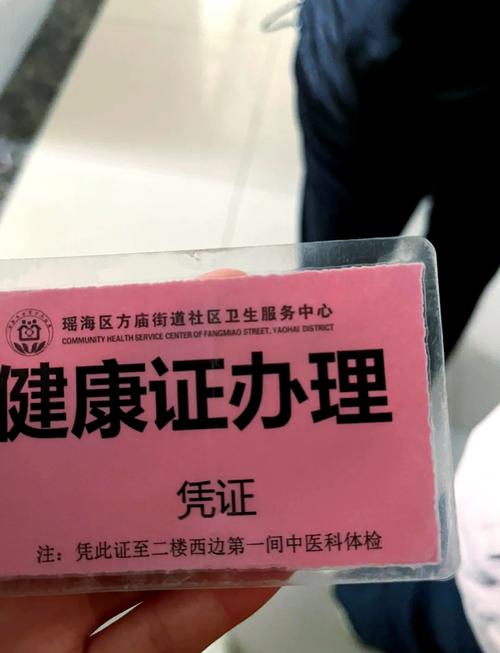 瑶海区方庙街道社区卫生服务中心
COMMUNITY HEALTH SERVICE CENTER OF FANGMIAO STREET, YAOHAI DISTRICT
健康证办理
凭证
注：凭此证至二楼西边第一间中医科体检